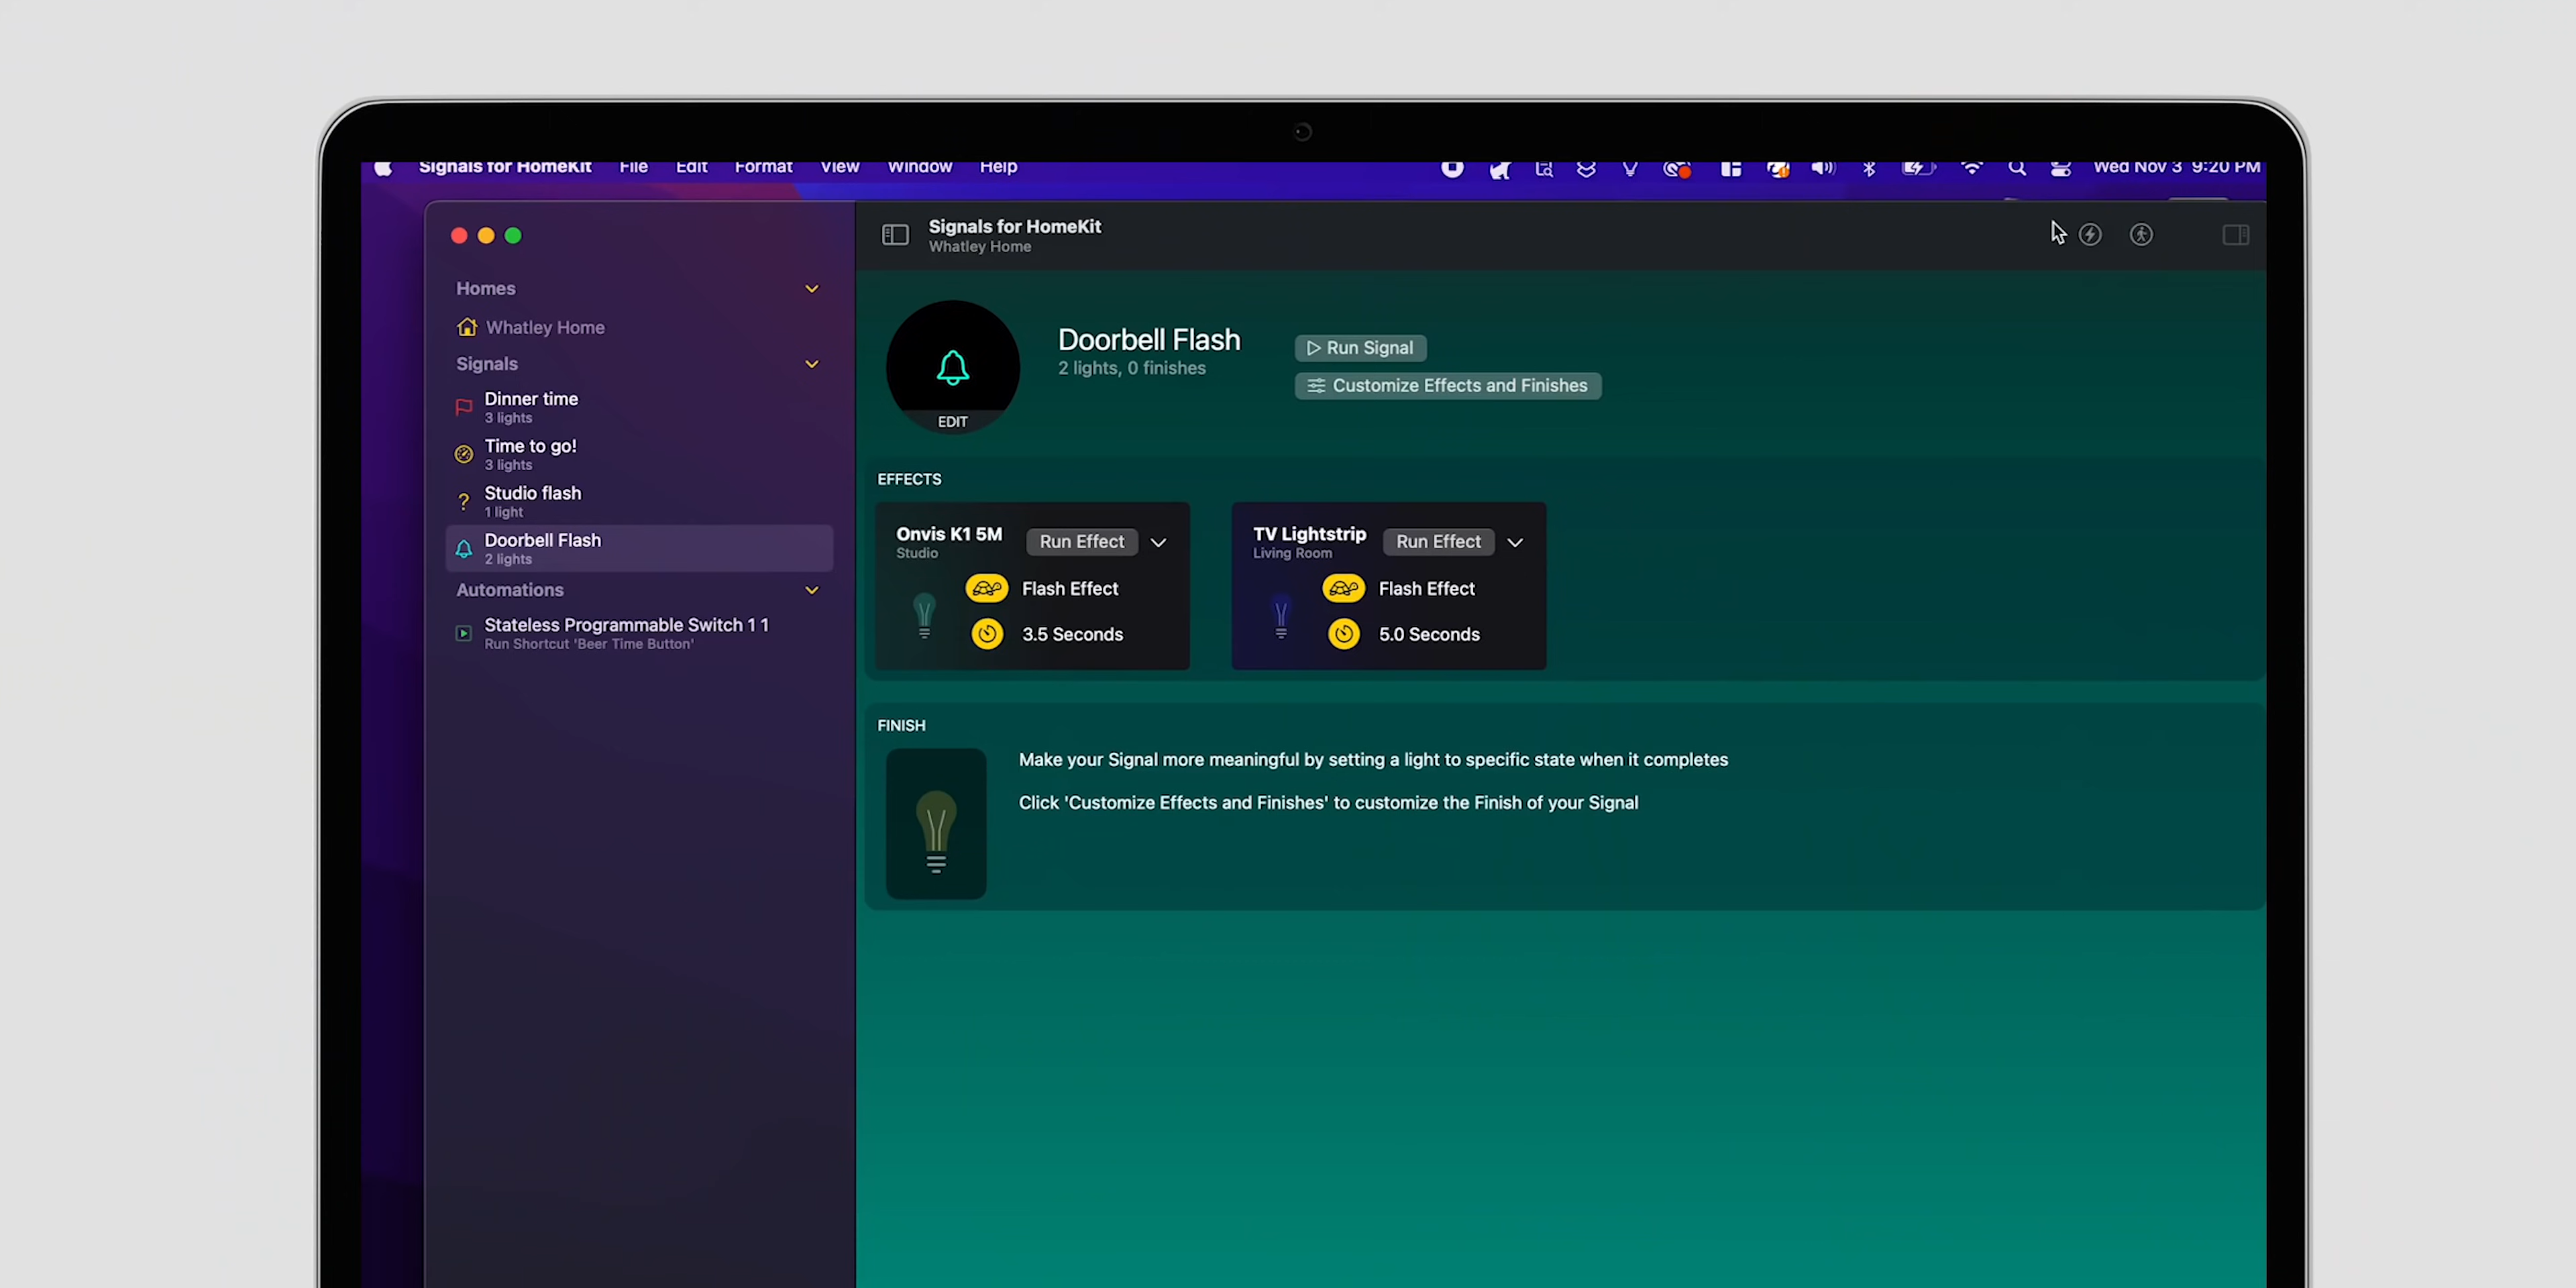 Signals for HomeKit File Edit Format View Window Help Wed Nov 3 9:20 PM
Signals for HomeKit
Whatley Home
Homes
Whatley Home
Signals
Dinner time
3 lights
Time to go!
3 lights
Studio flash
1 light
Doorbell Flash
2 lights
Automations
Stateless Programmable Switch 1 1
Run Shortcut 'Beer Time Button'
EDIT
Doorbell Flash
2 lights, 0 finishes
Run Signal
Customize Effects and Finishes
EFFECTS
Onvis K1 5M
Studio
Run Effect
Flash Effect
3.5 Seconds
TV Lightstrip
Living Room
Run Effect
Flash Effect
5.0 Seconds
FINISH
Make your Signal more meaningful by setting a light to specific state when it completes
Click 'Customize Effects and Finishes' to customize the Finish of your Signal